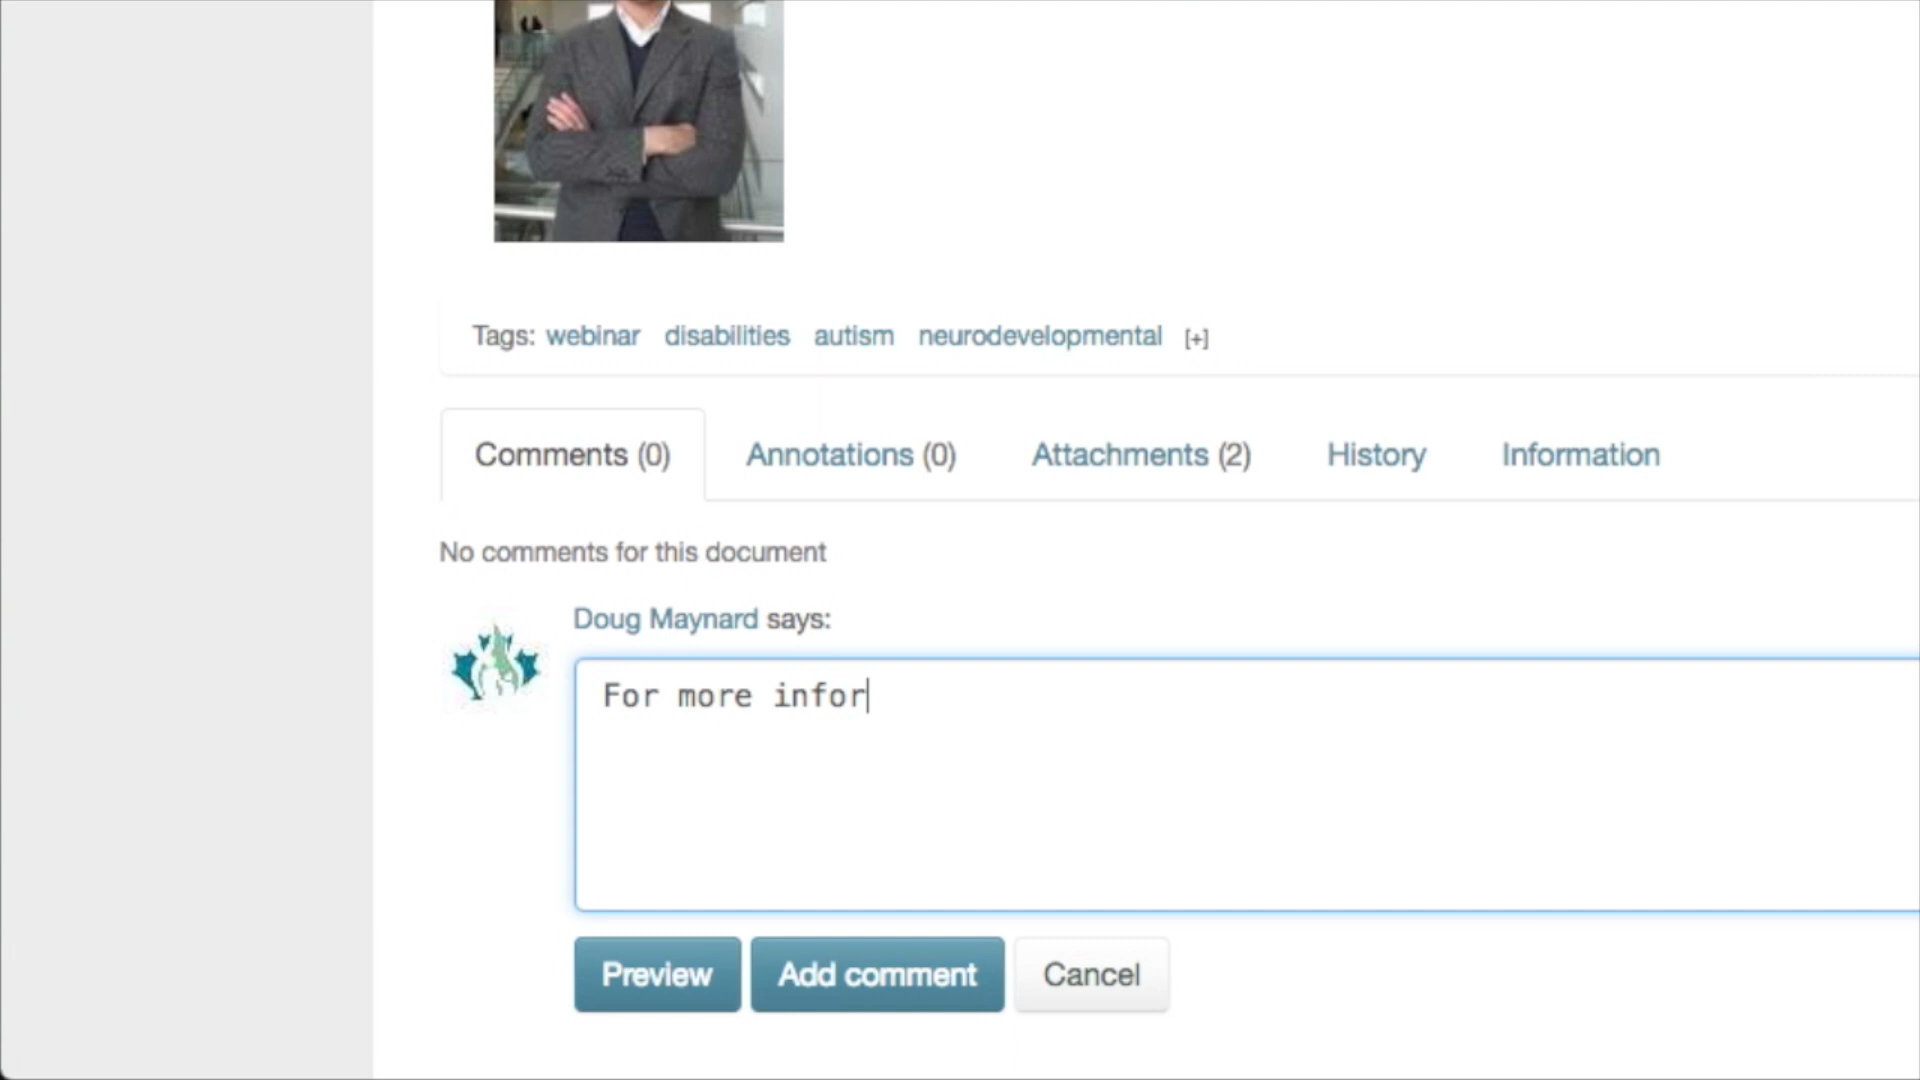 Tags: webinar disabilities autism neurodevelopmental [+]
Comments (0) Annotations (0) Attachments (2) History Information
No comments for this document
Doug Maynard says:
For more infor
Preview Add comment Cancel